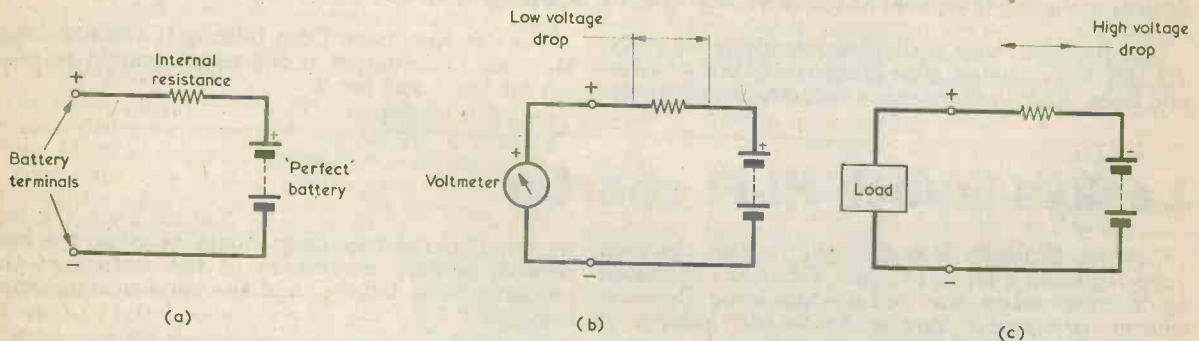 Internal
resistance
+
+
Battery
terminals
'Perfect'
battery
−
(a)
Low voltage
drop
+
+
+
Voltmeter
−
(b)
High voltage
drop
+
Load
−
(c)